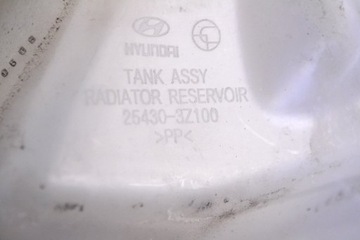 HYUNDAI
TANK ASSY
RADIATOR RESERVOIR
25430-3Z100
>PP<